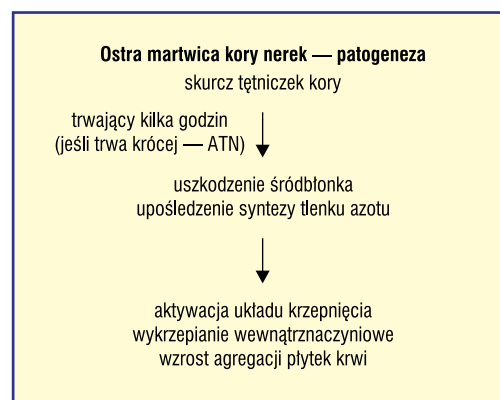 Ostra martwica kory nerek — patogeneza
skurcz tętniczek kory
trwający kilka godzin
(jeśli trwa krócej — ATN)
uszkodzenie śródbłonka
upośledzenie syntezy tlenku azotu
aktywacja układu krzepnięcia
wykrzepianie wewnątrznaczyniowe
wzrost agregacji płytek krwi